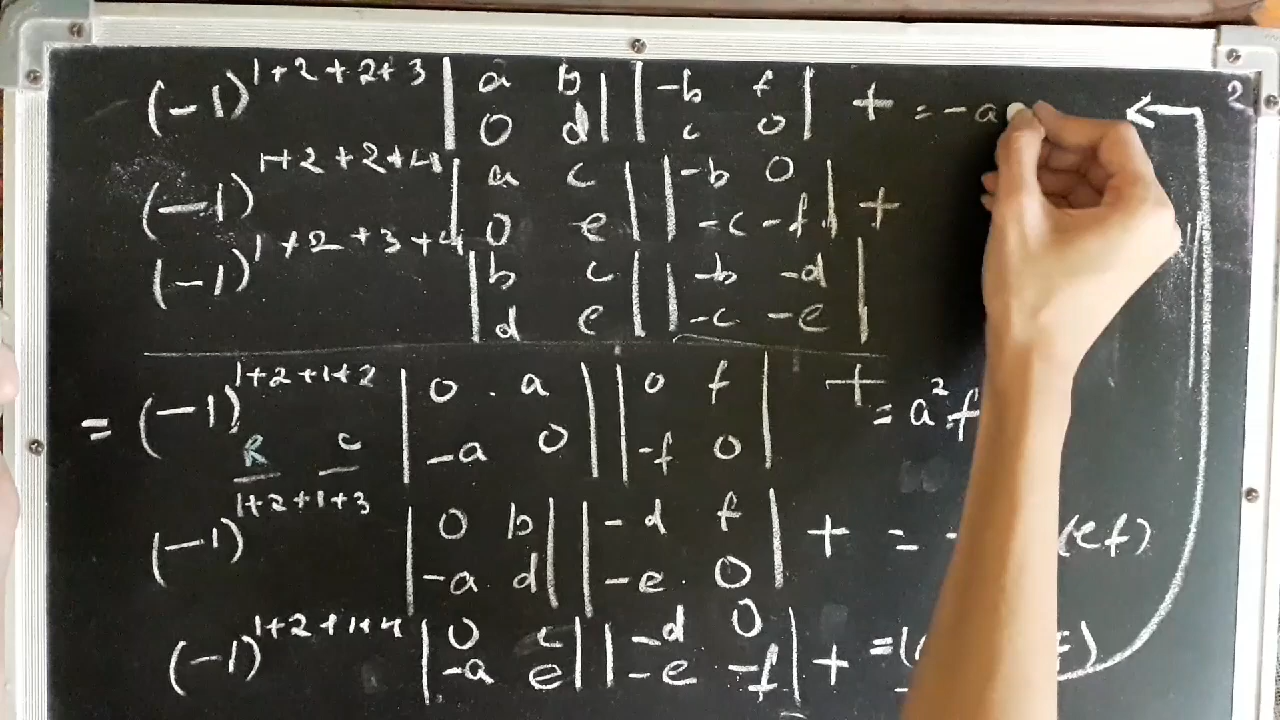 2
(-1)^{1+2+2+3} |a b; 0 d| |-b f; c 0| + = -a
(-1)^{1+2+2+4} |a c; 0 e| |-b 0; -c -f| +
(-1)^{1+2+3+4} |b c; d e| |-b -d; -c -e|
= (-1)^{1+2+1+2} |0 a; -a 0| |0 f; -f 0| + = a²f
R C
(-1)^{1+2+1+3} |0 b; -a d| |-d f; -e 0| + = - (ef)
(-1)^{1+2+1+4} |0 c; -a e| |-d 0; -e -f| + = (